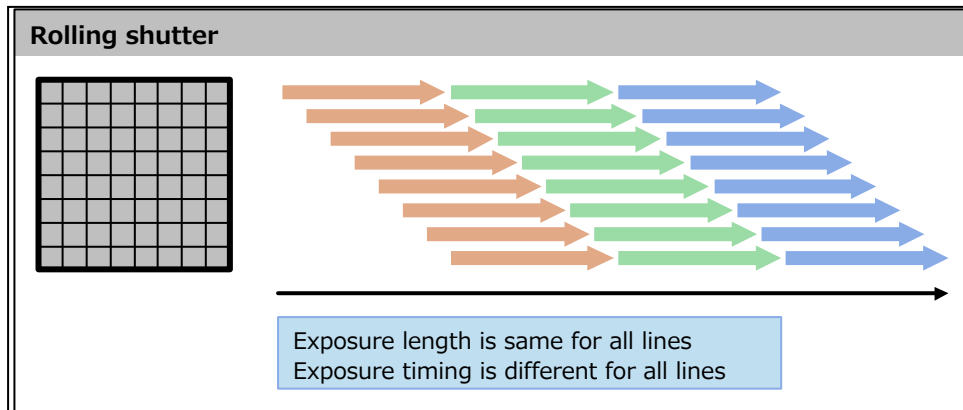 Rolling shutter
Exposure length is same for all lines
Exposure timing is different for all lines